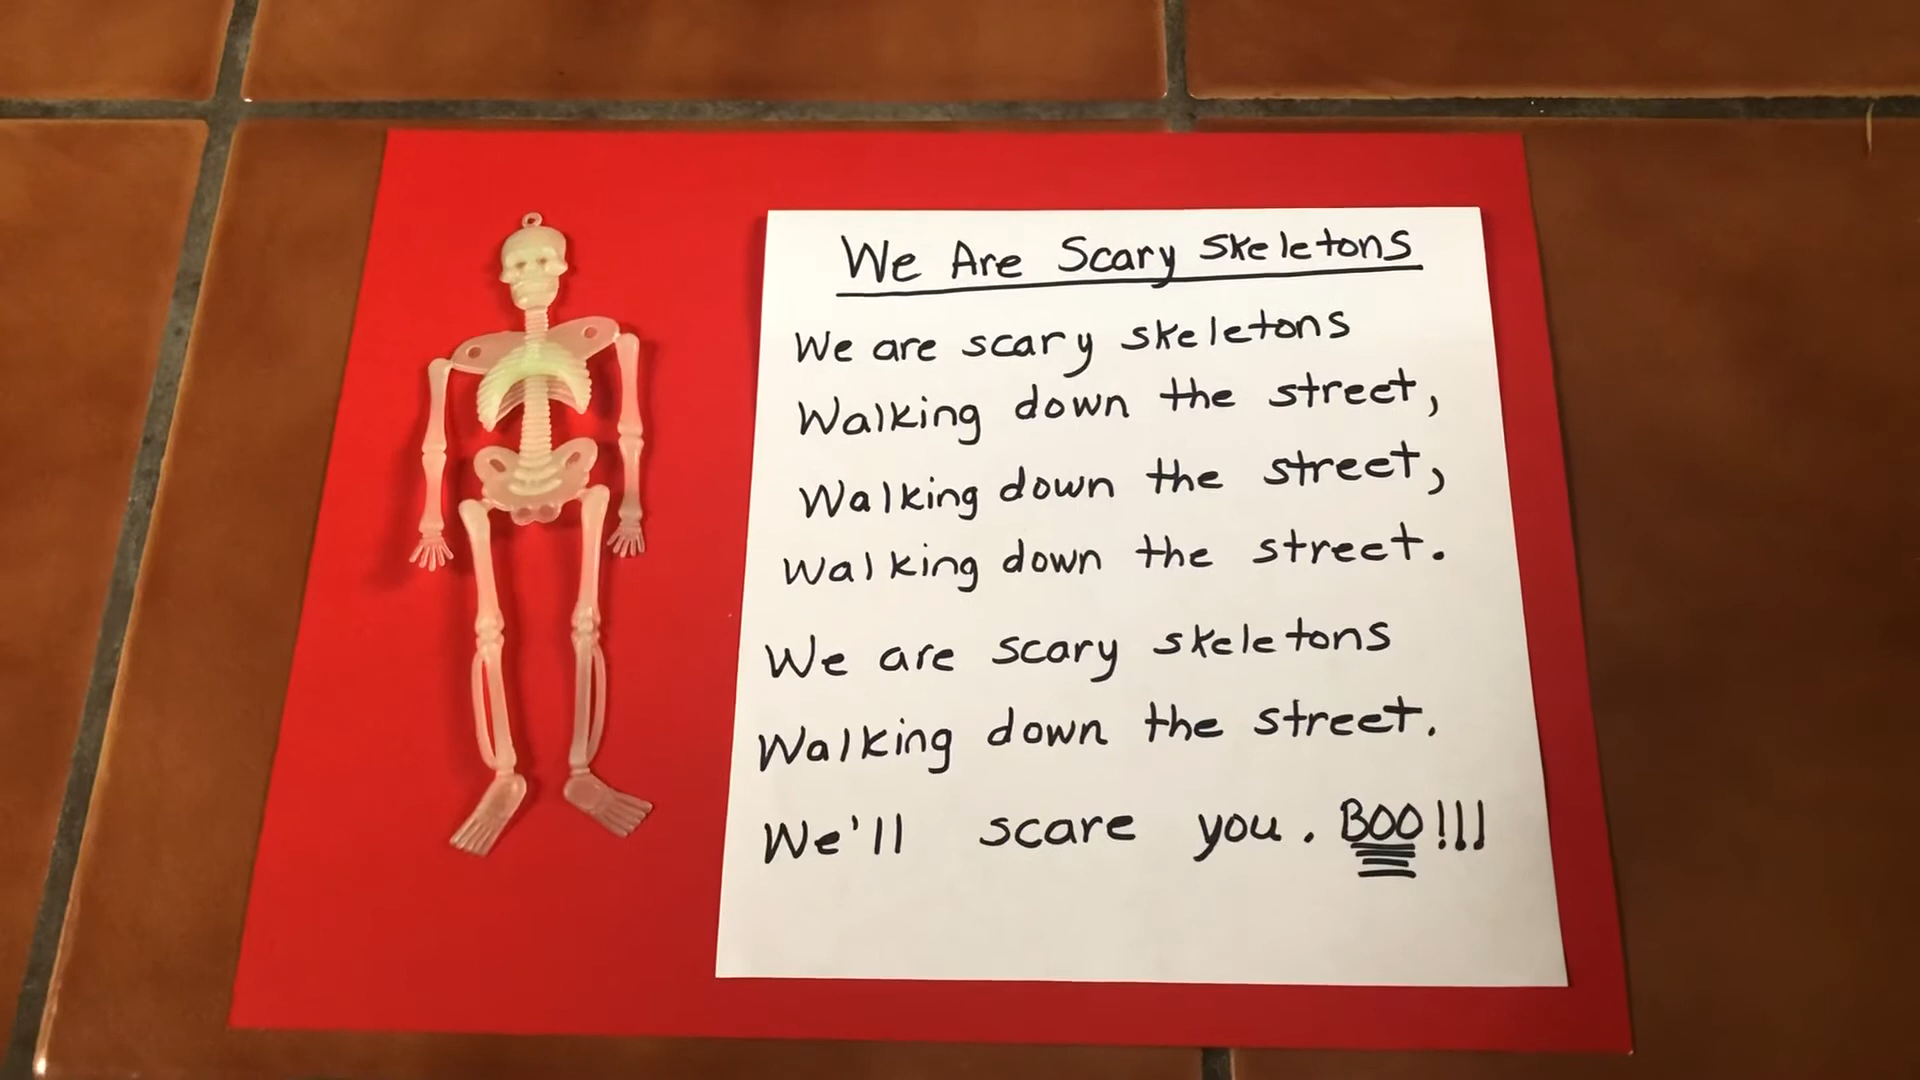 We Are Scary Skeletons
We are scary skeletons
Walking down the street,
Walking down the street,
Walking down the street.
We are scary skeletons
Walking down the street.
We'll scare you. BOO!!!